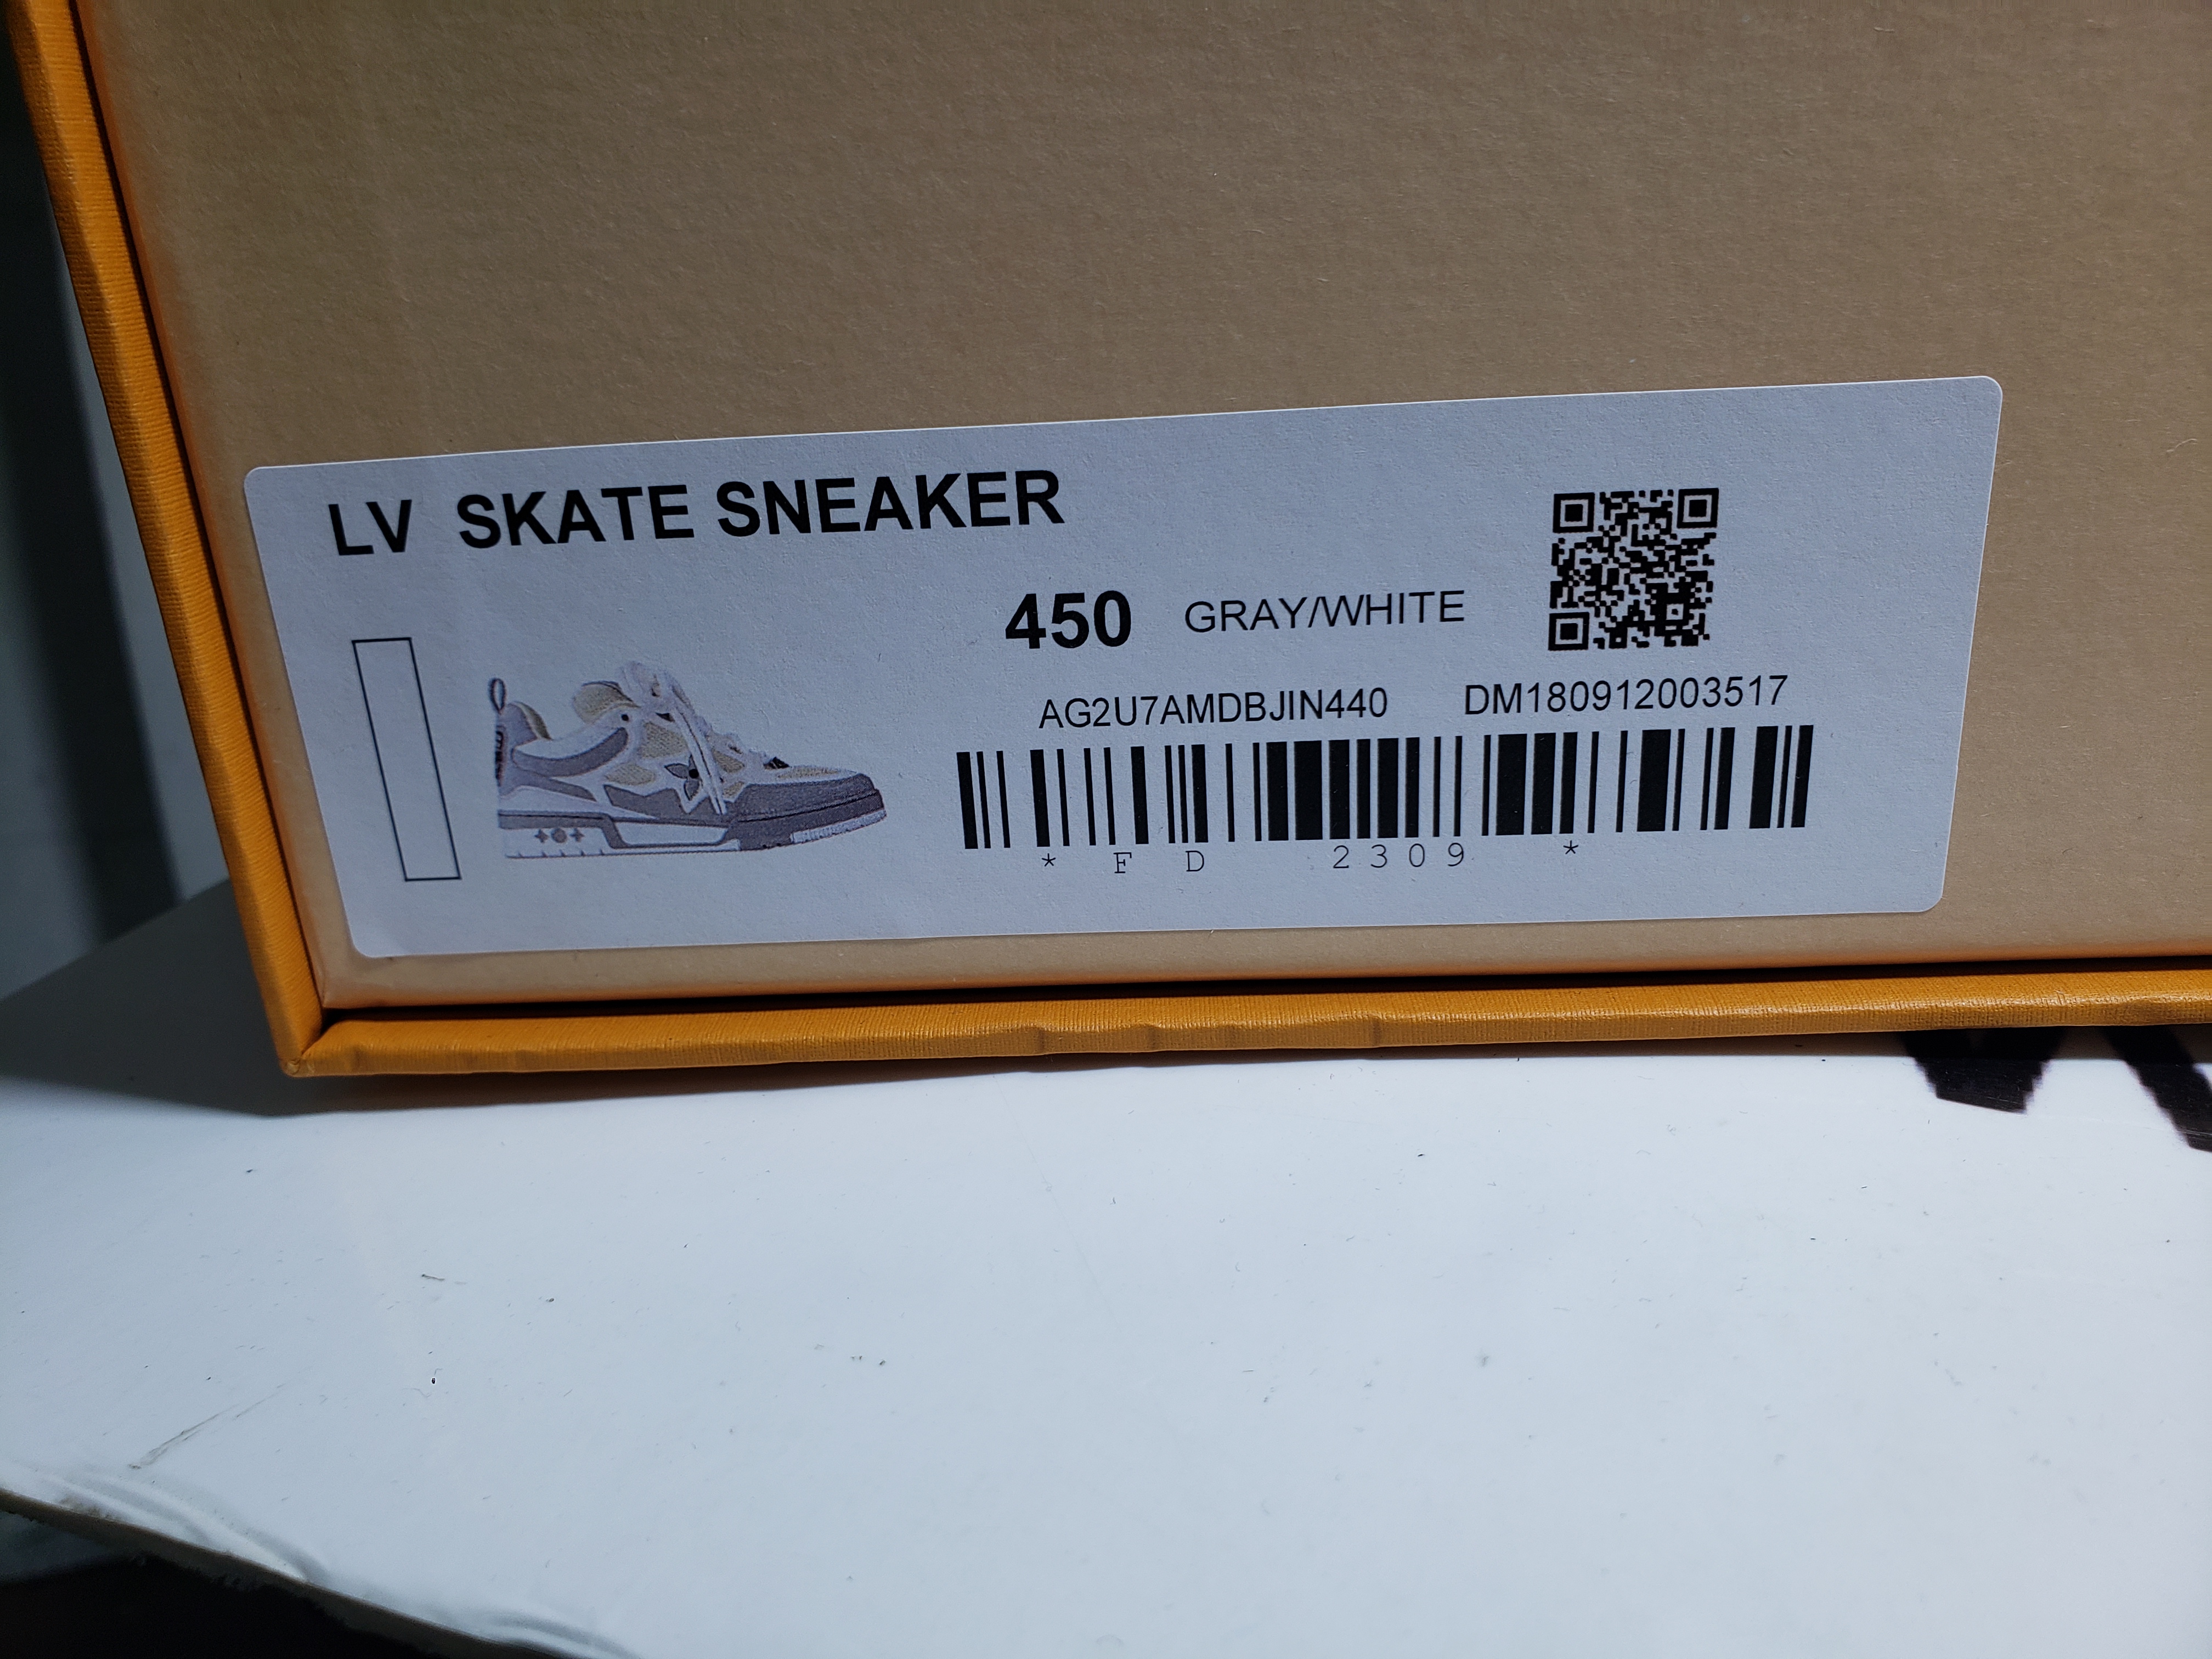 LV SKATE SNEAKER
450 GRAY/WHITE
AG2U7AMDBJIN440 DM180912003517
* F D 2309 *